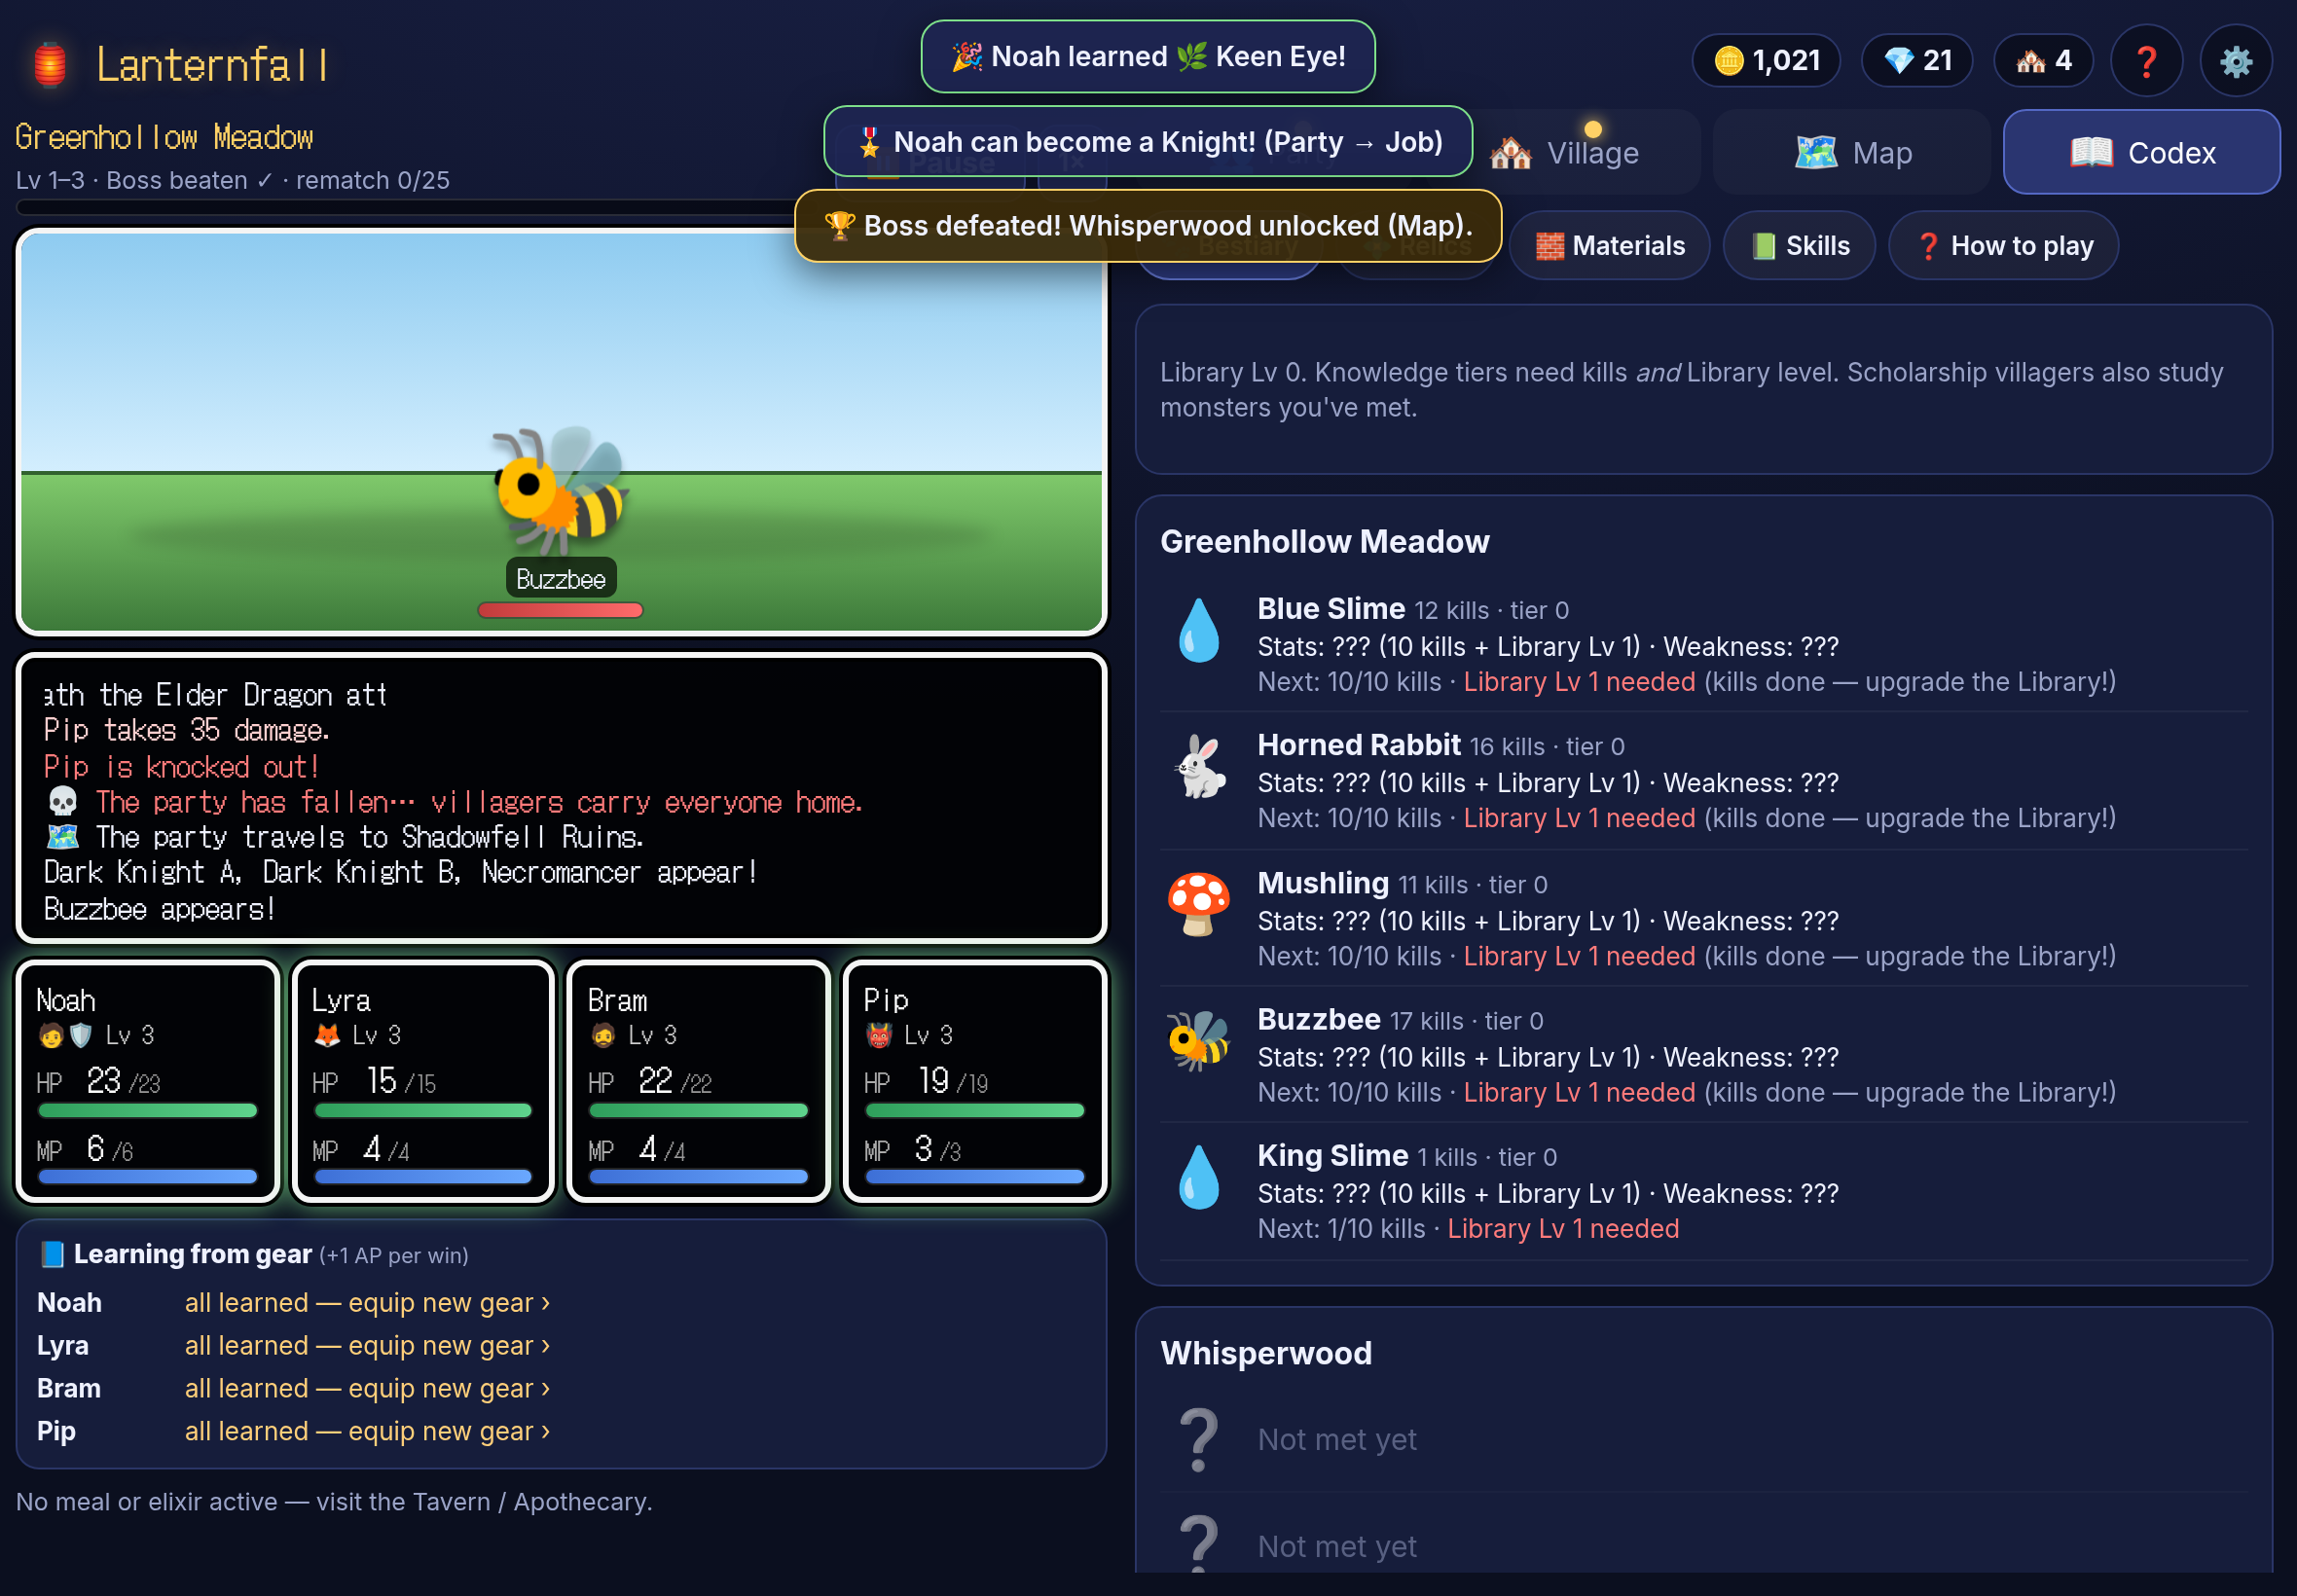 Lanternfall
🎉 Noah learned 🌿 Keen Eye!
🪙 1,021
💎 21
🏘️ 4
❓
⚙️
Greenhollow Meadow
Lv 1–3 · Boss beaten ✓ · rematch 0/25
Pause
1×
🎖️ Noah can become a Knight! (Party → Job)
🏆 Boss defeated! Whisperwood unlocked (Map).
Village
Map
Codex
Bestiary
Relics
Materials
Skills
❓ How to play
Buzzbee
ath the Elder Dragon att
Pip takes 35 damage.
Pip is knocked out!
💀 The party has fallen… villagers carry everyone home.
🗺️ The party travels to Shadowfell Ruins.
Dark Knight A, Dark Knight B, Necromancer appear!
Buzzbee appears!
Noah
Lv 3
HP 23/23
MP 6/6
Lyra
Lv 3
HP 15/15
MP 4/4
Bram
Lv 3
HP 22/22
MP 4/4
Pip
Lv 3
HP 19/19
MP 3/3
📘 Learning from gear (+1 AP per win)
Noah all learned — equip new gear ›
Lyra all learned — equip new gear ›
Bram all learned — equip new gear ›
Pip all learned — equip new gear ›
No meal or elixir active — visit the Tavern / Apothecary.
Library Lv 0. Knowledge tiers need kills and Library level. Scholarship villagers also study
monsters you've met.
Greenhollow Meadow
Blue Slime 12 kills · tier 0
Stats: ??? (10 kills + Library Lv 1) · Weakness: ???
Next: 10/10 kills · Library Lv 1 needed (kills done — upgrade the Library!)
Horned Rabbit 16 kills · tier 0
Stats: ??? (10 kills + Library Lv 1) · Weakness: ???
Next: 10/10 kills · Library Lv 1 needed (kills done — upgrade the Library!)
Mushling 11 kills · tier 0
Stats: ??? (10 kills + Library Lv 1) · Weakness: ???
Next: 10/10 kills · Library Lv 1 needed (kills done — upgrade the Library!)
Buzzbee 17 kills · tier 0
Stats: ??? (10 kills + Library Lv 1) · Weakness: ???
Next: 10/10 kills · Library Lv 1 needed (kills done — upgrade the Library!)
King Slime 1 kills · tier 0
Stats: ??? (10 kills + Library Lv 1) · Weakness: ???
Next: 1/10 kills · Library Lv 1 needed
Whisperwood
❔ Not met yet
❔ Not met yet